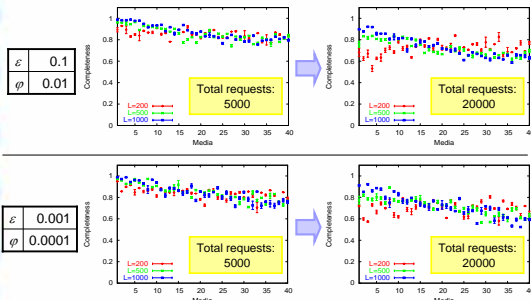 ε 0.1
φ 0.01
Completeness
1
0.8
0.6
0.4
0.2
0
5 10 15 20 25 30 35 40
Media
L=200
L=600
L=1000
Total requests:
5000
Completeness
1
0.8
0.6
0.4
0.2
0
5 10 15 20 25 30 35 40
Media
L=200
L=600
L=1000
Total requests:
20000
ε 0.001
φ 0.0001
Completeness
1
0.8
0.6
0.4
0.2
0
5 10 15 20 25 30 35 40
Media
L=200
L=600
L=1000
Total requests:
5000
Completeness
1
0.8
0.6
0.4
0.2
0
5 10 15 20 25 30 35 40
Media
L=200
L=600
L=1000
Total requests:
20000